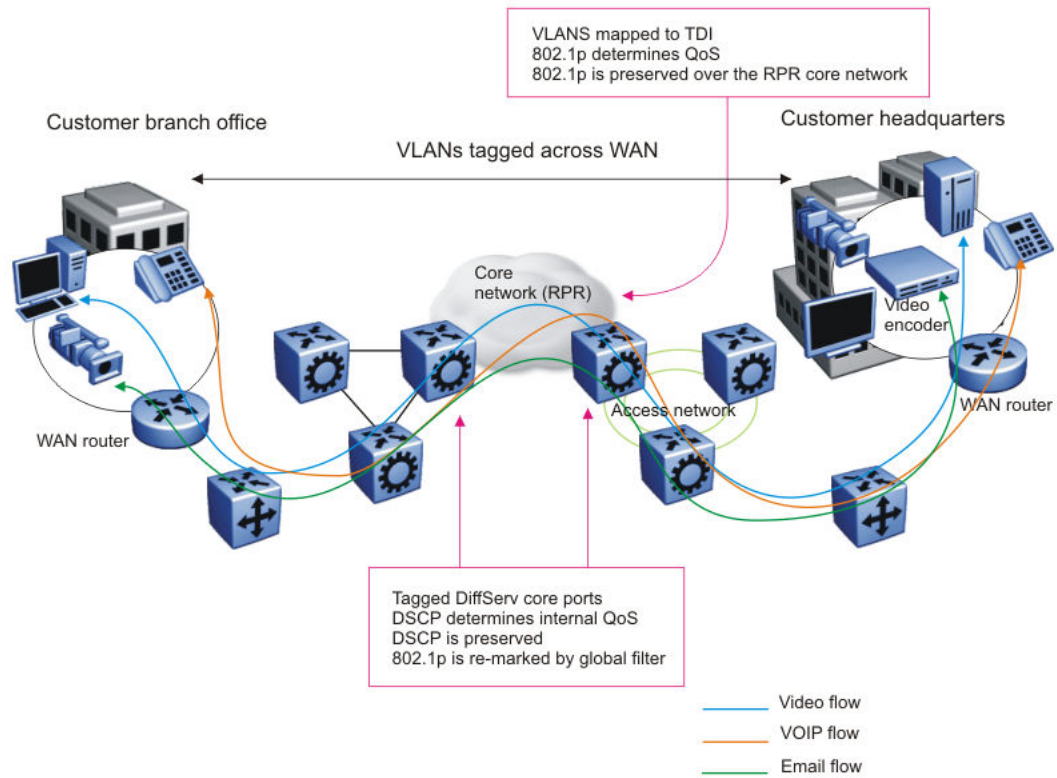 VLANS mapped to TDI
802.1p determines QoS
802.1p is preserved over the RPR core network
Customer branch office
Customer headquarters
VLANs tagged across WAN
Core
network (RPR)
Video
encoder
Access network
WAN router
WAN router
Tagged DiffServ core ports
DSCP determines internal QoS
DSCP is preserved
802.1p is re-marked by global filter
Video flow
VOIP flow
Email flow